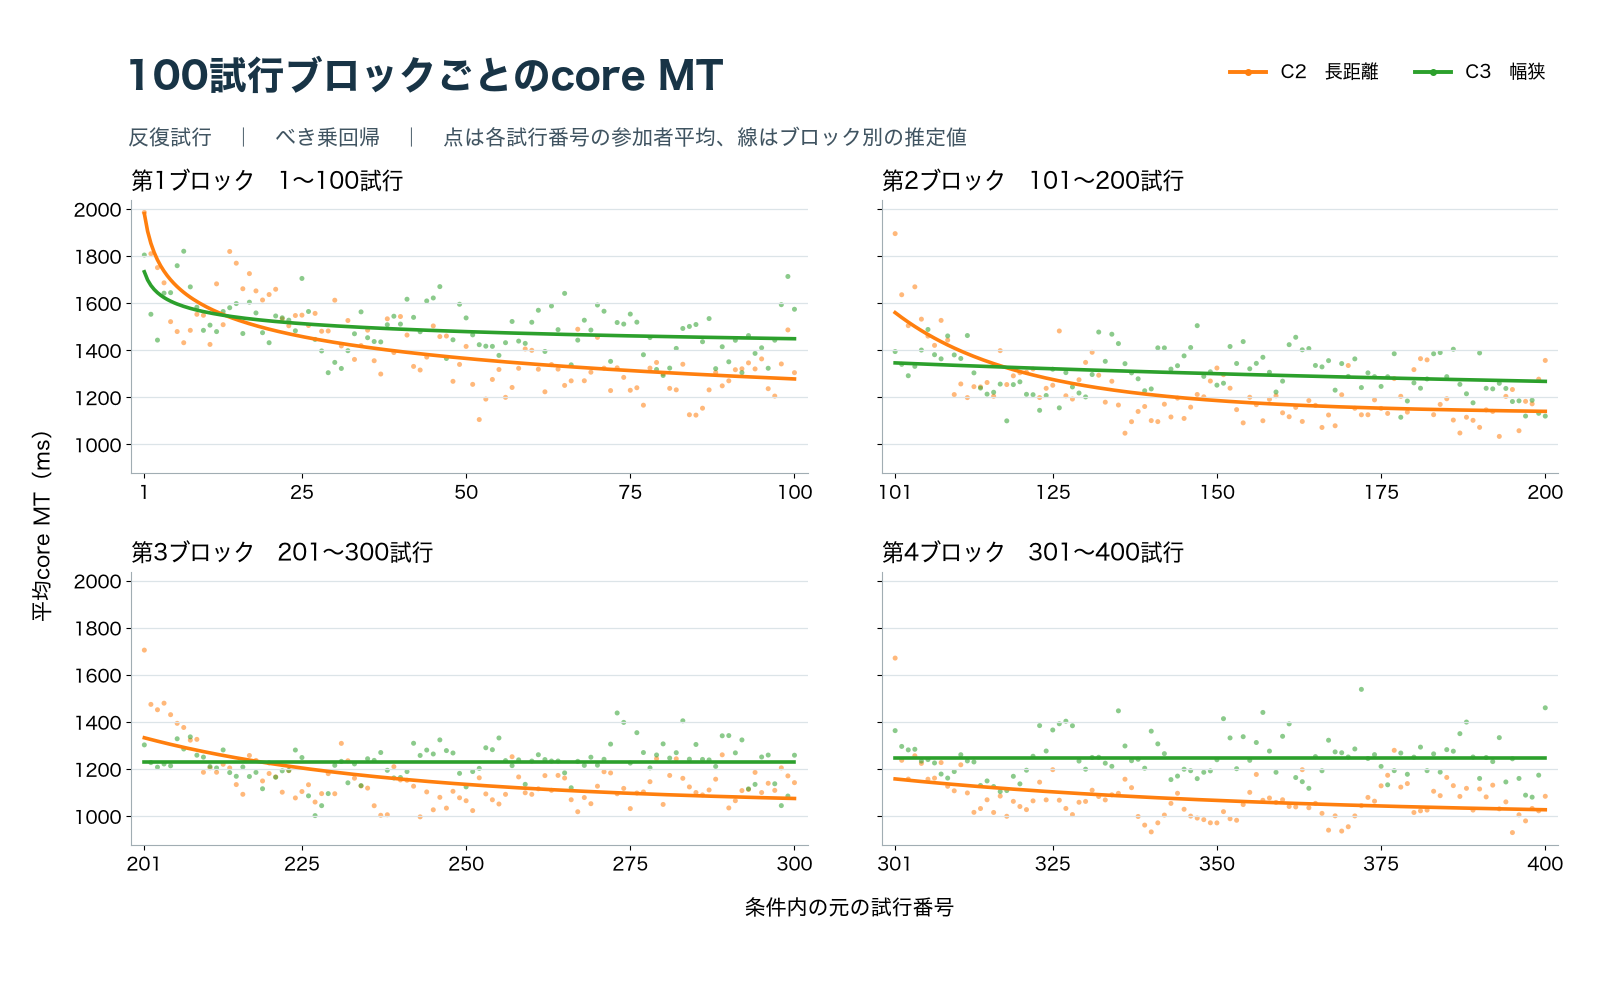 100試行ブロックごとのcore MT
C2　長距離　C3　幅狭
反復試行　｜　べき乗回帰　｜　点は各試行番号の参加者平均、線はブロック別の推定値
第1ブロック　1〜100試行
2000
1800
1600
1400
1200
1000
1 25 50 75 100
第2ブロック　101〜200試行
101 125 150 175 200
平均core MT（ms）
第3ブロック　201〜300試行
2000
1800
1600
1400
1200
1000
201 225 250 275 300
第4ブロック　301〜400試行
301 325 350 375 400
条件内の元の試行番号